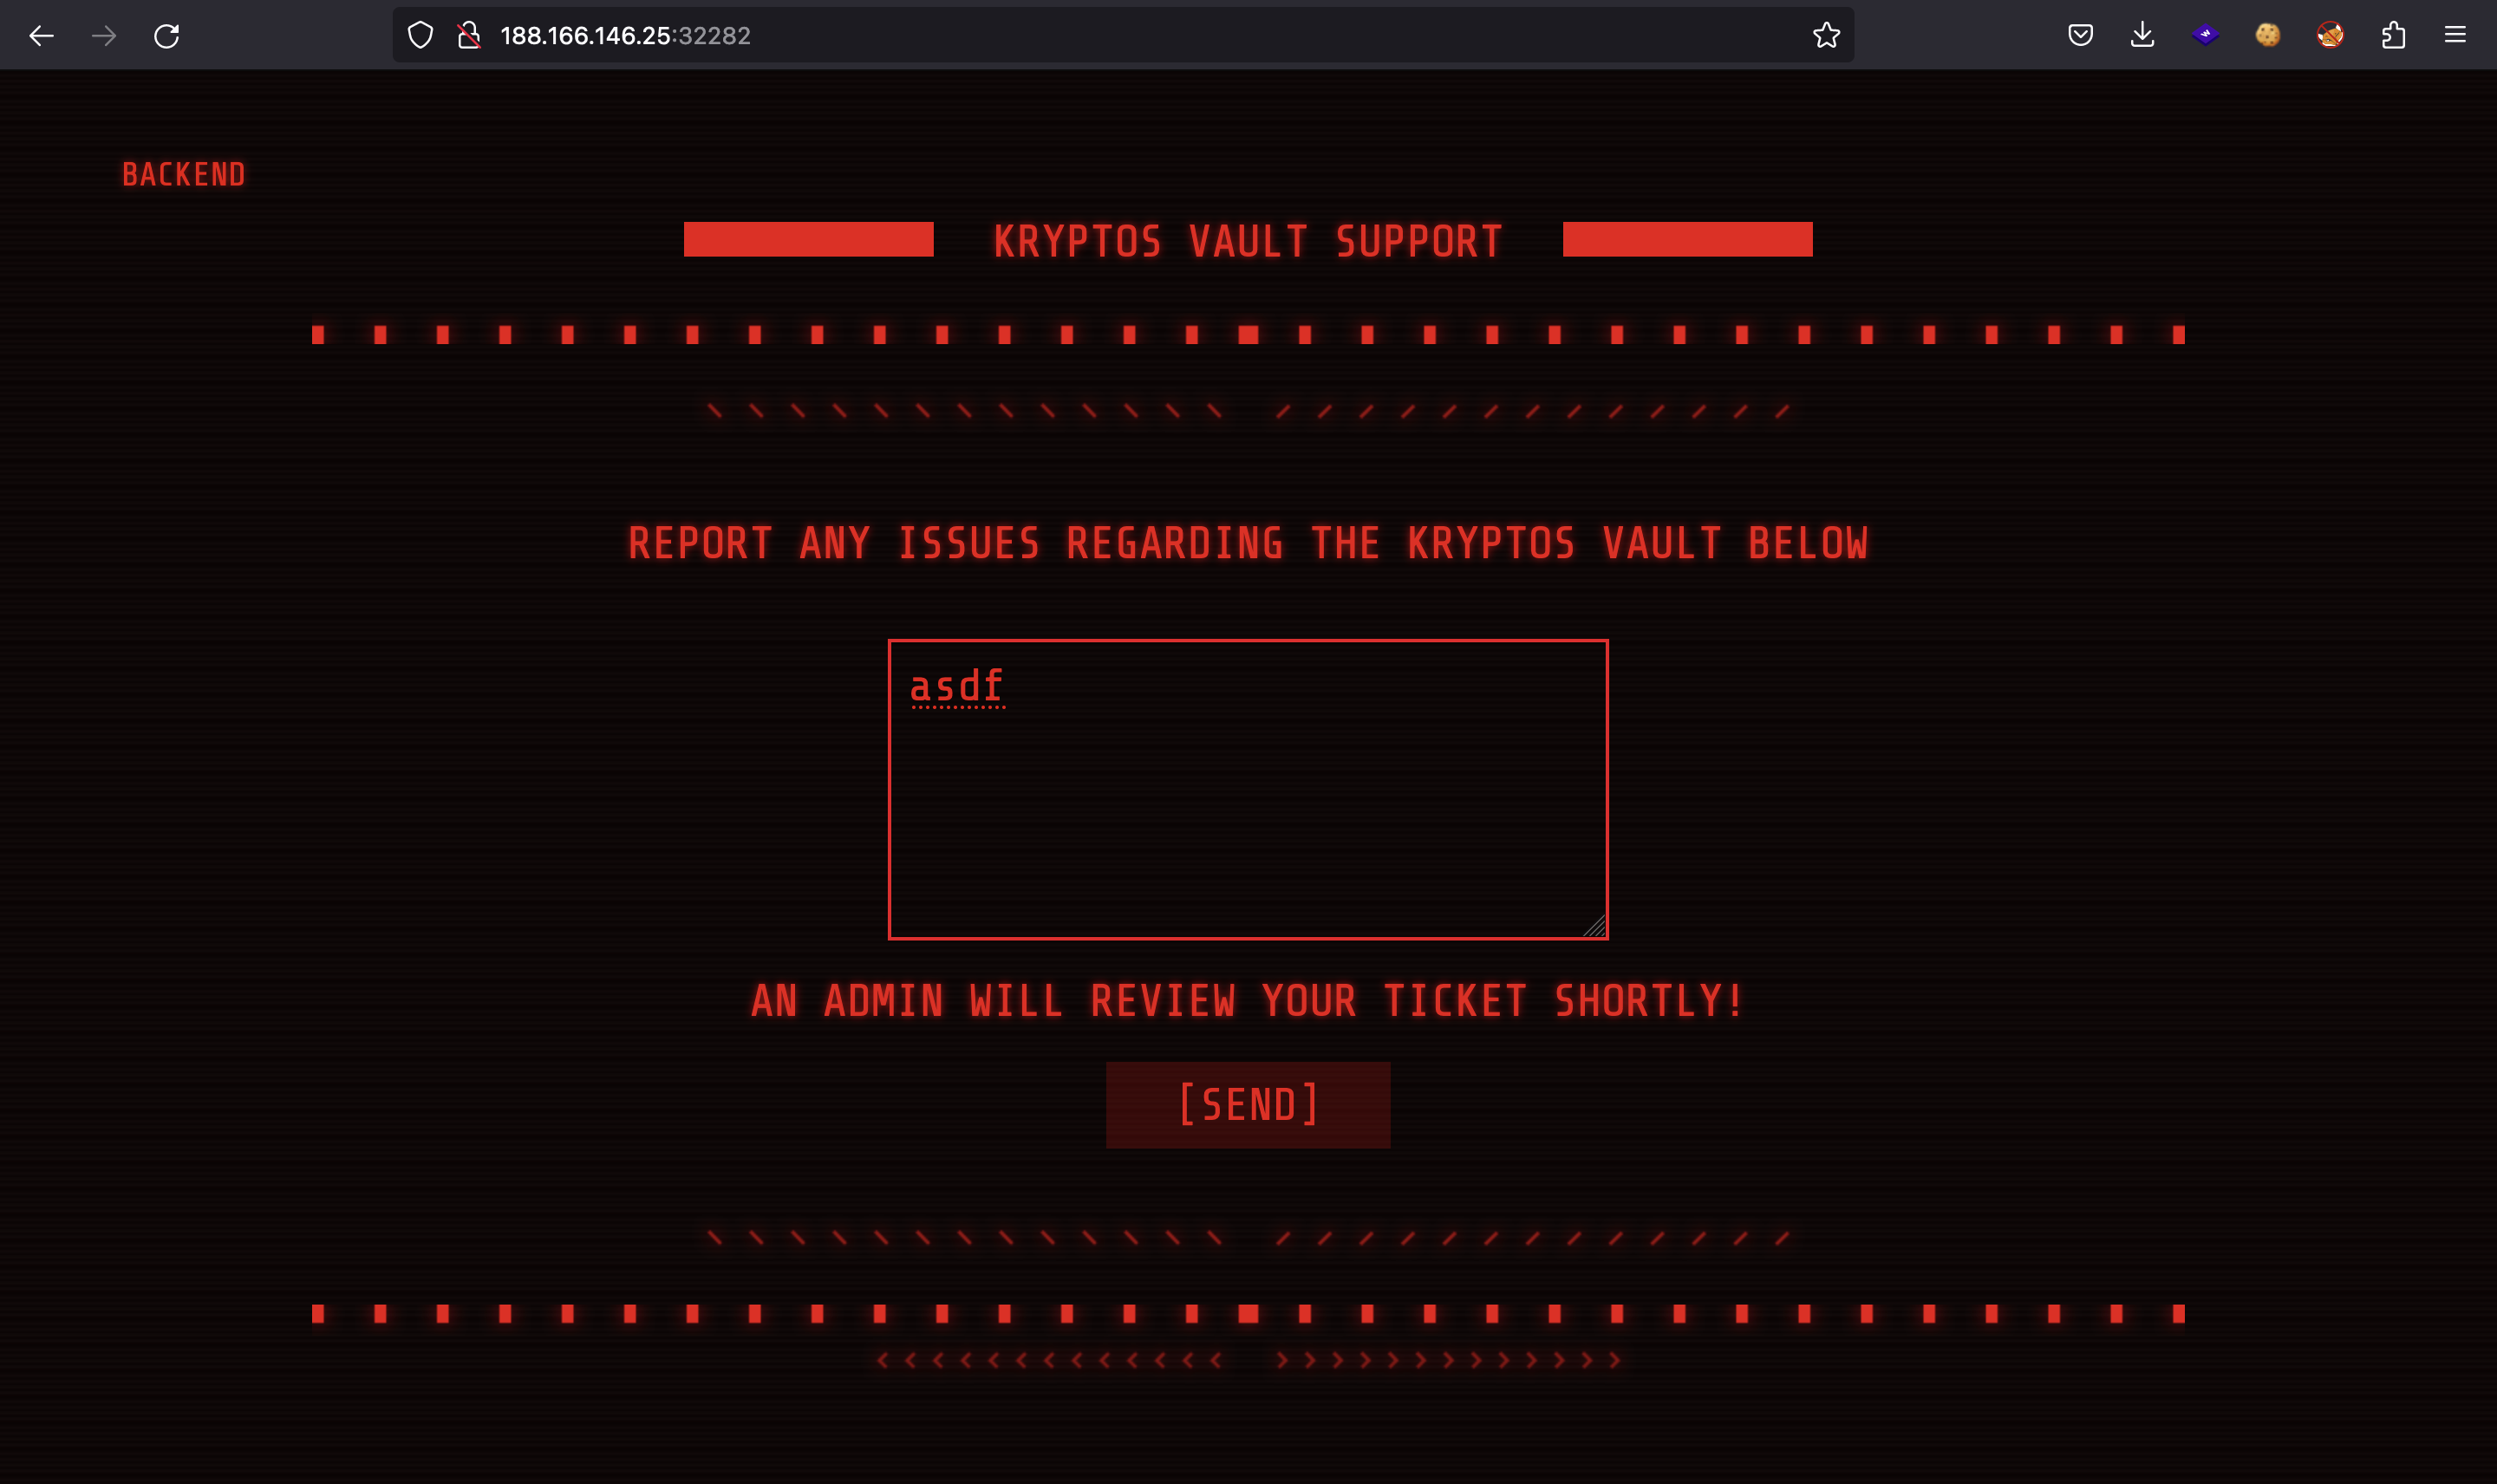 188.166.146.25:32282
BACKEND
KRYPTOS VAULT SUPPORT
REPORT ANY ISSUES REGARDING THE KRYPTOS VAULT BELOW
asdf
AN ADMIN WILL REVIEW YOUR TICKET SHORTLY!
[SEND]